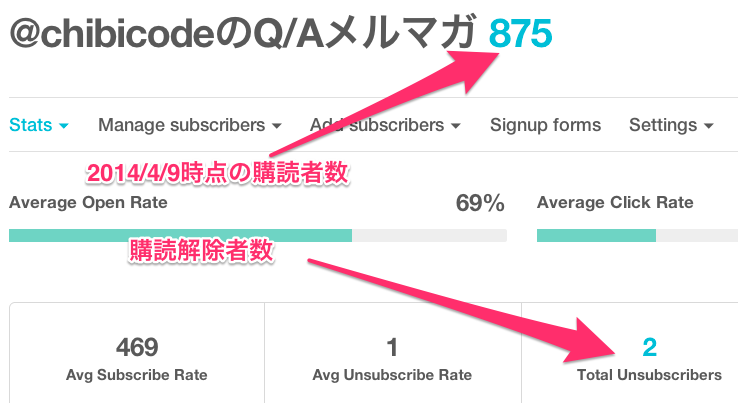 @chibicodeのQ/Aメルマガ 875
Stats Manage subscribers Add subscribers Signup forms Settings
2014/4/9時点の購読者数
Average Open Rate 69% Average Click Rate
購読解除者数
469 1 2
Avg Subscribe Rate Avg Unsubscribe Rate Total Unsubscribers